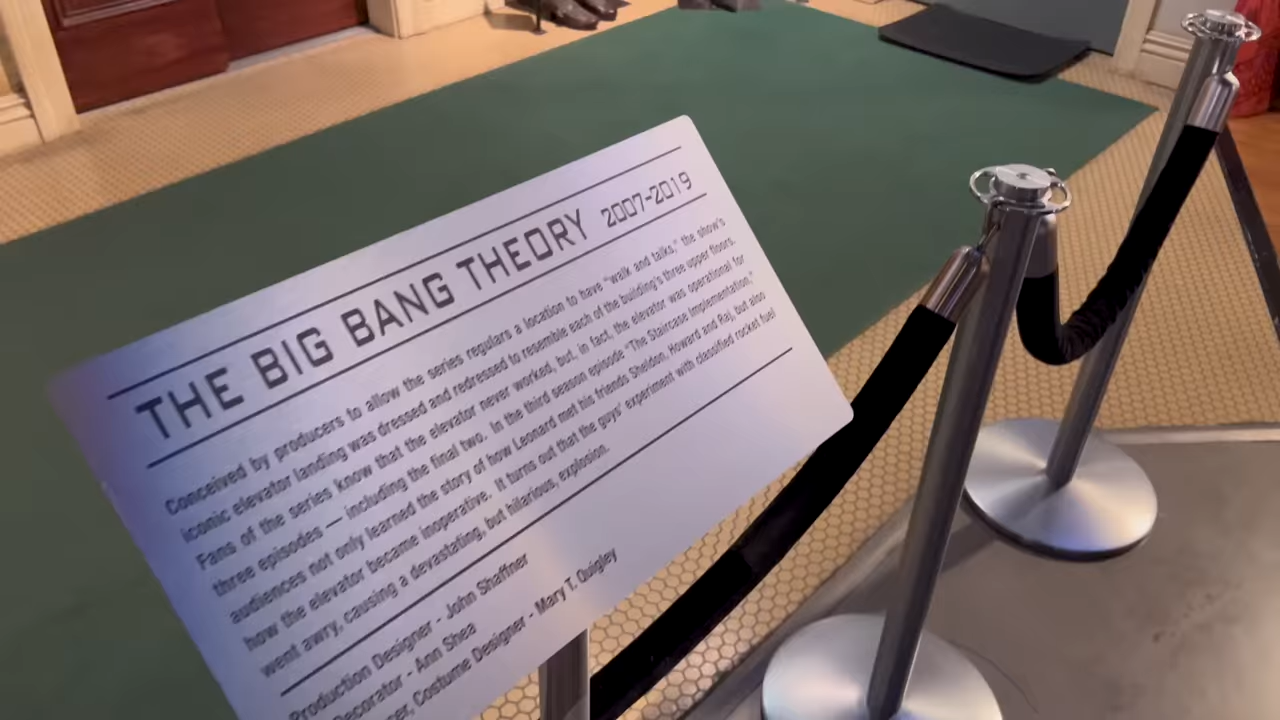 THE BIG BANG THEORY 2007-2019
Conceived by producers to allow the series regulars a location to have "walk and talks," the show's
iconic elevator landing was dressed and redressed to resemble each of the building's three upper floors.
Fans of the series know that the elevator never worked, but, in fact, the elevator was operational for
three episodes — including the final two. In the third season episode "The Staircase Implementation,"
audiences not only learned the story of how Leonard met his friends Sheldon, Howard and Raj, but also
how the elevator became inoperative. It turns out that the guys' experiment with classified rocket fuel
went awry, causing a devastating, but hilarious, explosion.
Production Designer - John Shaffner
Decorator - Ann Shea
Costume Designer - Mary T. Quigley